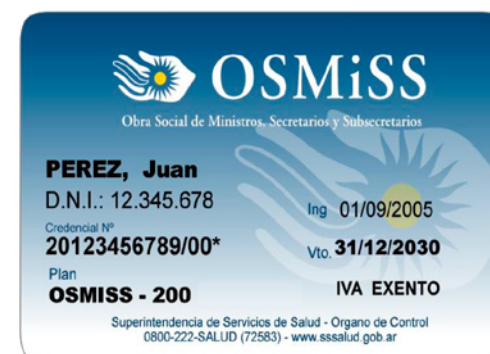 OSMiSS
Obra Social de Ministros, Secretarios y Subsecretarios
PEREZ, Juan
D.N.I.: 12.345.678
Ing 01/09/2005
Credencial Nº
20123456789/00*
Vto. 31/12/2030
Plan
OSMISS - 200
IVA EXENTO
Superintendencia de Servicios de Salud - Organo de Control
0800-222-SALUD (72583) - www.sssalud.gob.ar